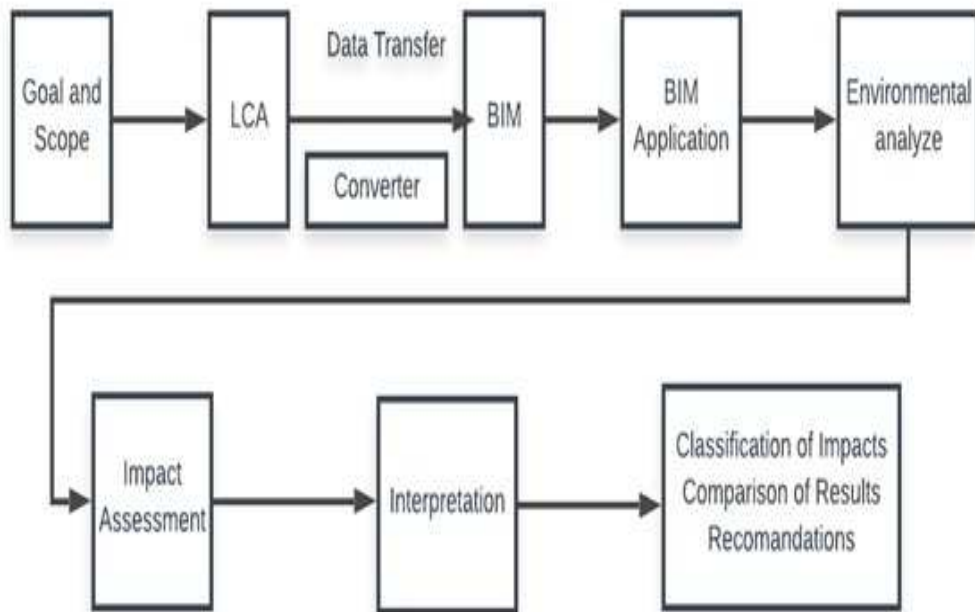 Goal and
Scope
LCA
Data Transfer
Converter
BIM
BIM
Application
Environmental
analyze
Impact
Assessment
Interpretation
Classification of Impacts
Comparison of Results
Recomandations